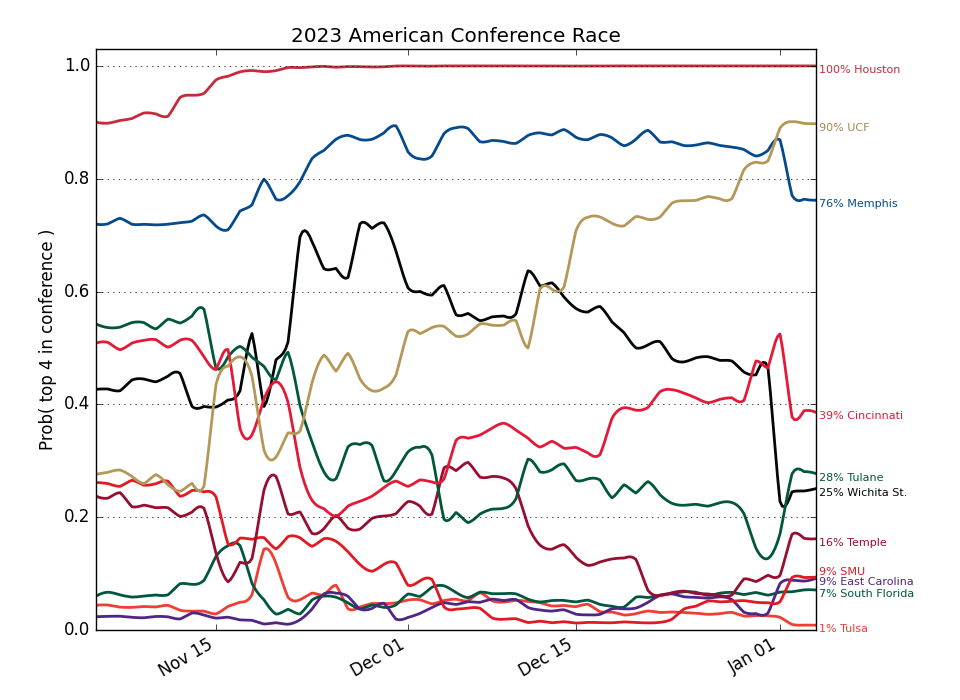 2023 American Conference Race
Prob( top 4 in conference )
1.0
0.8
0.6
0.4
0.2
0.0
Nov 15
Dec 01
Dec 15
Jan 01
100% Houston
90% UCF
76% Memphis
39% Cincinnati
28% Tulane
25% Wichita St.
16% Temple
9% SMU
9% East Carolina
7% South Florida
1% Tulsa